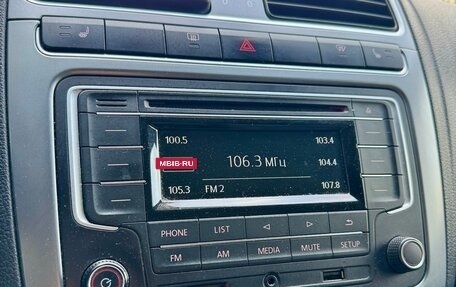 100.5
103.4
106.3 МГц
MBIB·RU
104.4
105.3
FM 2
107.8
PHONE
LIST
FM
AM
MEDIA
MUTE
SETUP